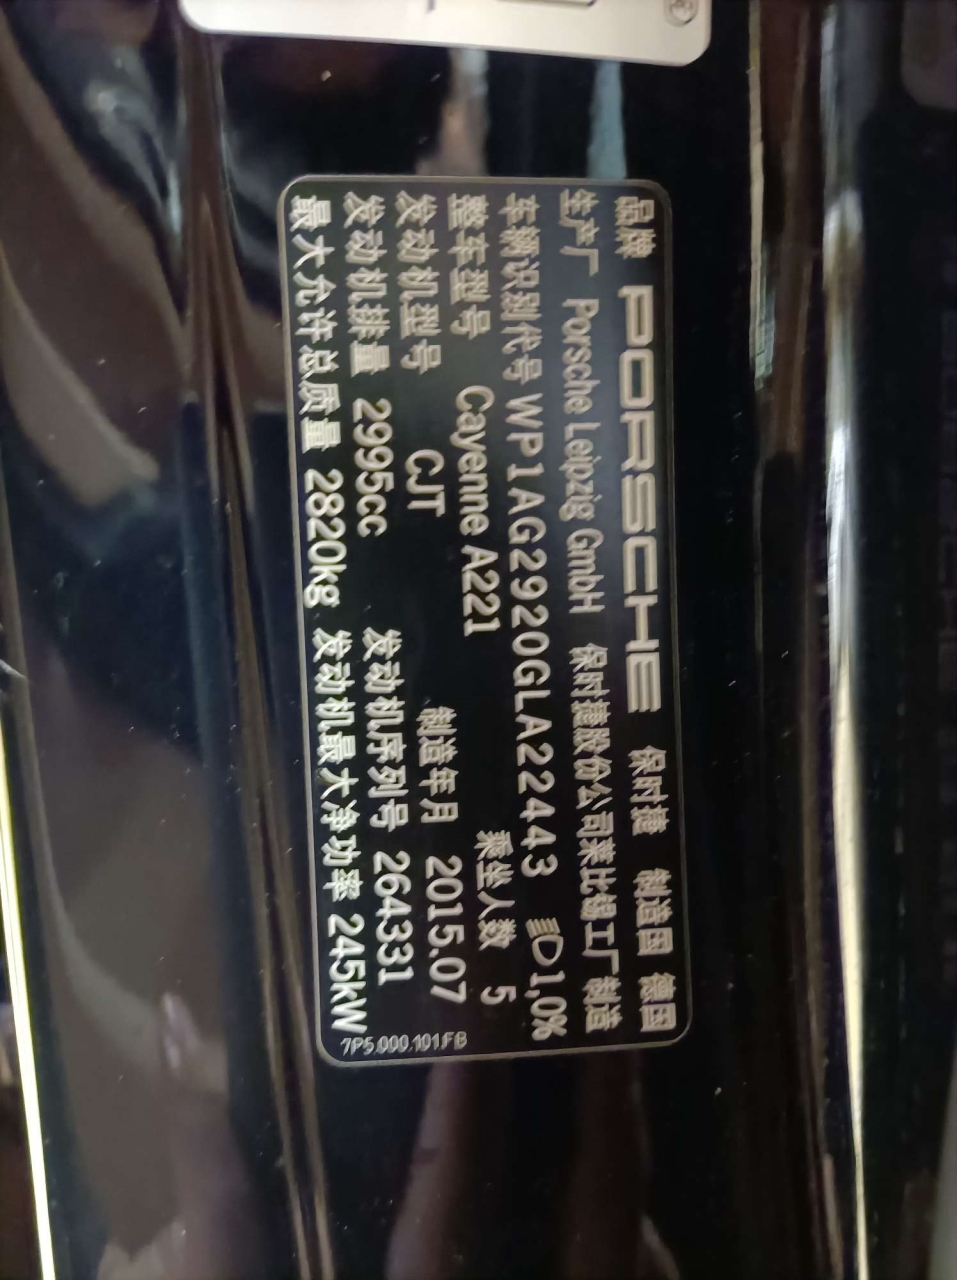 品牌 PORSCHE 保时捷 制造国 德国
生产厂 Porsche Leipzig GmbH 保时捷股份公司莱比锡工厂制造
车辆识别代号 WP1AG2920GLA22443 1,0%
整车型号 Cayenne A221 乘坐人数 5
发动机型号 CJT 制造年月 2015.07
发动机排量 2995cc 发动机序列号 264331
最大允许总质量 2820kg 发动机最大净功率 245kW
7P5.000.101.FB